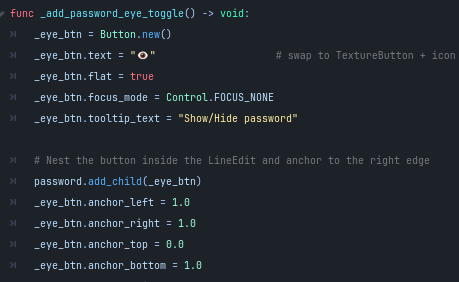 func _add_password_eye_toggle() -> void:
_eye_btn = Button.new()
_eye_btn.text = "👁" # swap to TextureButton + icon
_eye_btn.flat = true
_eye_btn.focus_mode = Control.FOCUS_NONE
_eye_btn.tooltip_text = "Show/Hide password"
# Nest the button inside the LineEdit and anchor to the right edge
password.add_child(_eye_btn)
_eye_btn.anchor_left = 1.0
_eye_btn.anchor_right = 1.0
_eye_btn.anchor_top = 0.0
_eye_btn.anchor_bottom = 1.0